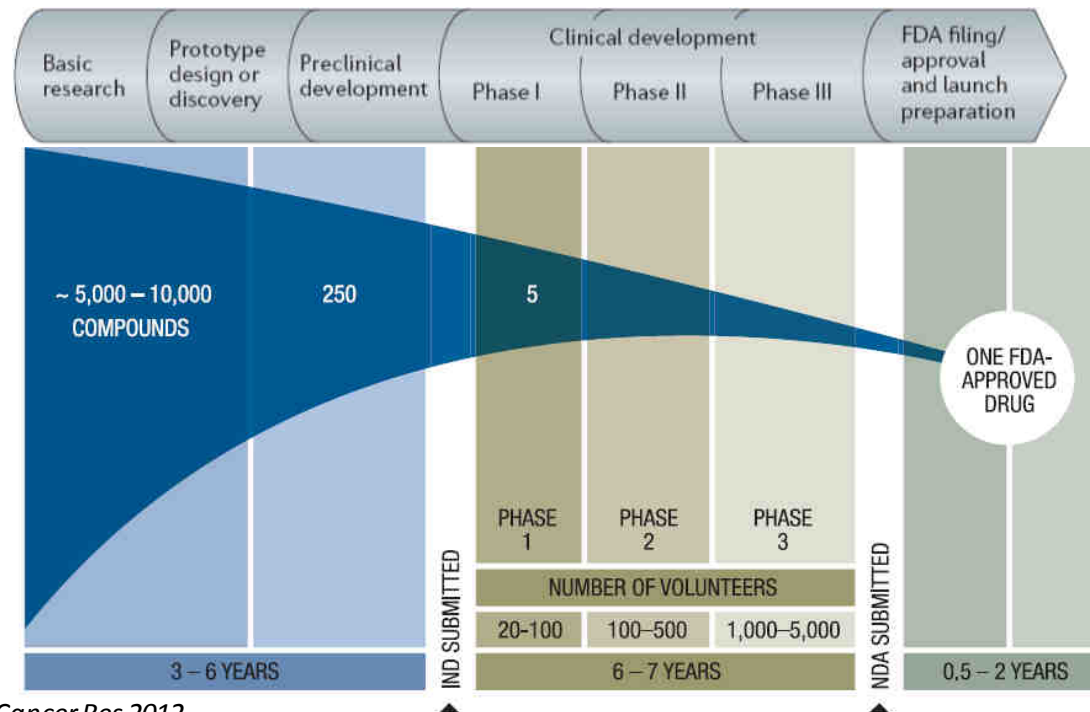 Basic
research
Prototype
design or
discovery
Preclinical
development
Clinical development
Phase I
Phase II
Phase III
FDA filing/
approval
and launch
preparation
~ 5,000 – 10,000
COMPOUNDS
250
5
ONE FDA-
APPROVED
DRUG
PHASE
1
PHASE
2
PHASE
3
IND SUBMITTED
NDA SUBMITTED
NUMBER OF VOLUNTEERS
20-100
100–500
1,000–5,000
3 – 6 YEARS
6 – 7 YEARS
0.5 – 2 YEARS
Cancer Res 2012